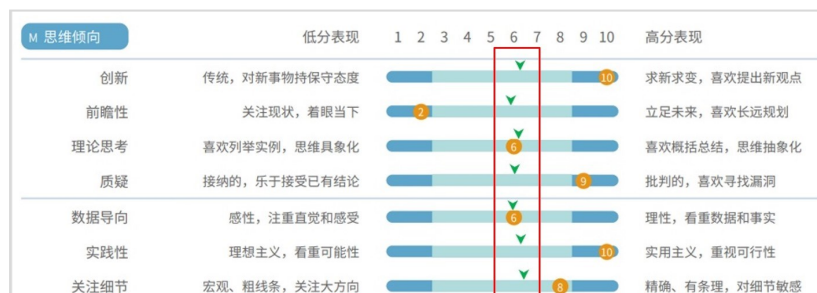 M 思维倾向 低分表现 1 2 3 4 5 6 7 8 9 10 高分表现
创新 传统，对新事物持保守态度 10 求新求变，喜欢提出新观点
前瞻性 关注现状，着眼当下 2 立足未来，喜欢长远规划
理论思考 喜欢列举实例，思维具象化 6 喜欢概括总结，思维抽象化
质疑 接纳的，乐于接受已有结论 9 批判的，喜欢寻找漏洞
数据导向 感性，注重直觉和感受 6 理性，看重数据和事实
实践性 理想主义，看重可能性 10 实用主义，重视可行性
关注细节 宏观、粗线条，关注大方向 8 精确、有条理，对细节敏感